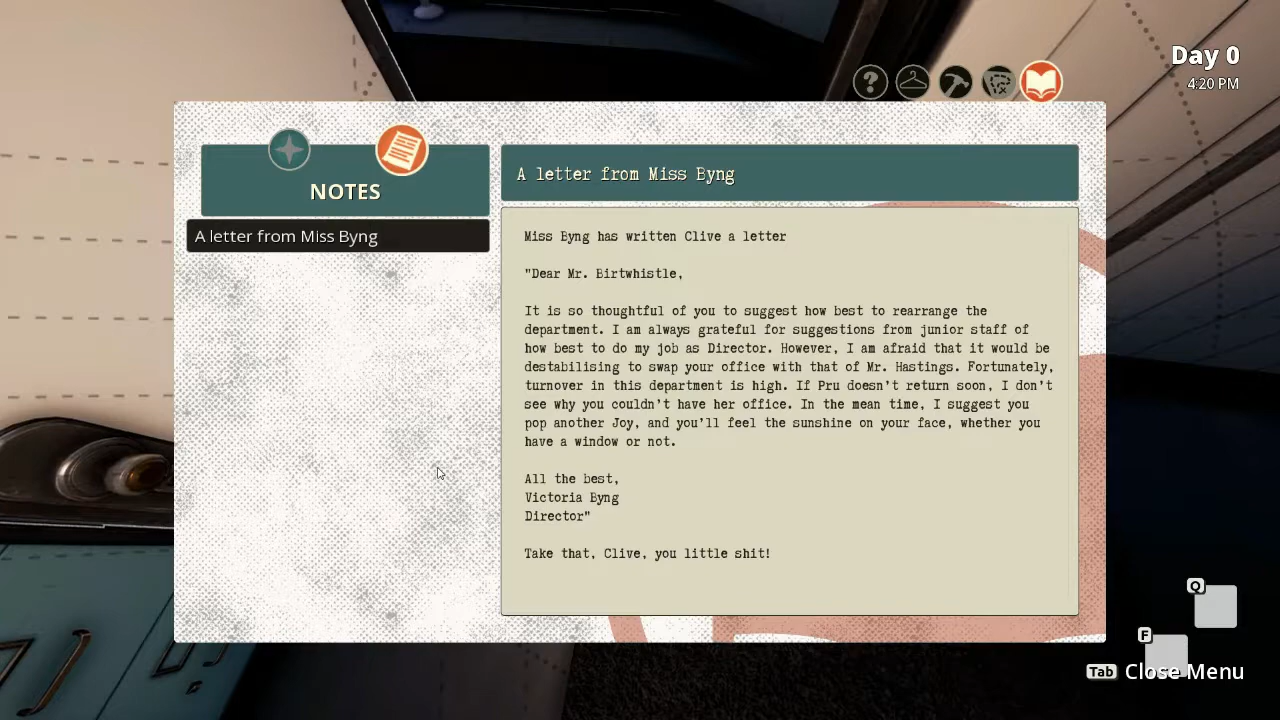 Day 0
4:20 PM
?
NOTES
A letter from Miss Byng
A letter from Miss Byng
Miss Byng has written Clive a letter
"Dear Mr. Birtwhistle,
It is so thoughtful of you to suggest how best to rearrange the
department. I am always grateful for suggestions from junior staff of
how best to do my job as Director. However, I am afraid that it would be
destabilising to swap your office with that of Mr. Hastings. Fortunately,
turnover in this department is high. If Pru doesn't return soon, I don't
see why you couldn't have her office. In the mean time, I suggest you
pop another Joy, and you'll feel the sunshine on your face, whether you
have a window or not.
All the best,
Victoria Byng
Director"
Take that, Clive, you little shit!
Q
F
Tab Close Menu